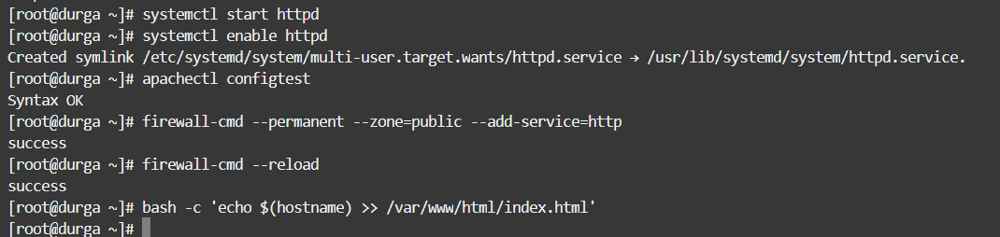 [root@durga ~]# systemctl start httpd
[root@durga ~]# systemctl enable httpd
Created symlink /etc/systemd/system/multi-user.target.wants/httpd.service → /usr/lib/systemd/system/httpd.service.
[root@durga ~]# apachectl configtest
Syntax OK
[root@durga ~]# firewall-cmd --permanent --zone=public --add-service=http
success
[root@durga ~]# firewall-cmd --reload
success
[root@durga ~]# bash -c 'echo $(hostname) >> /var/www/html/index.html'
[root@durga ~]#